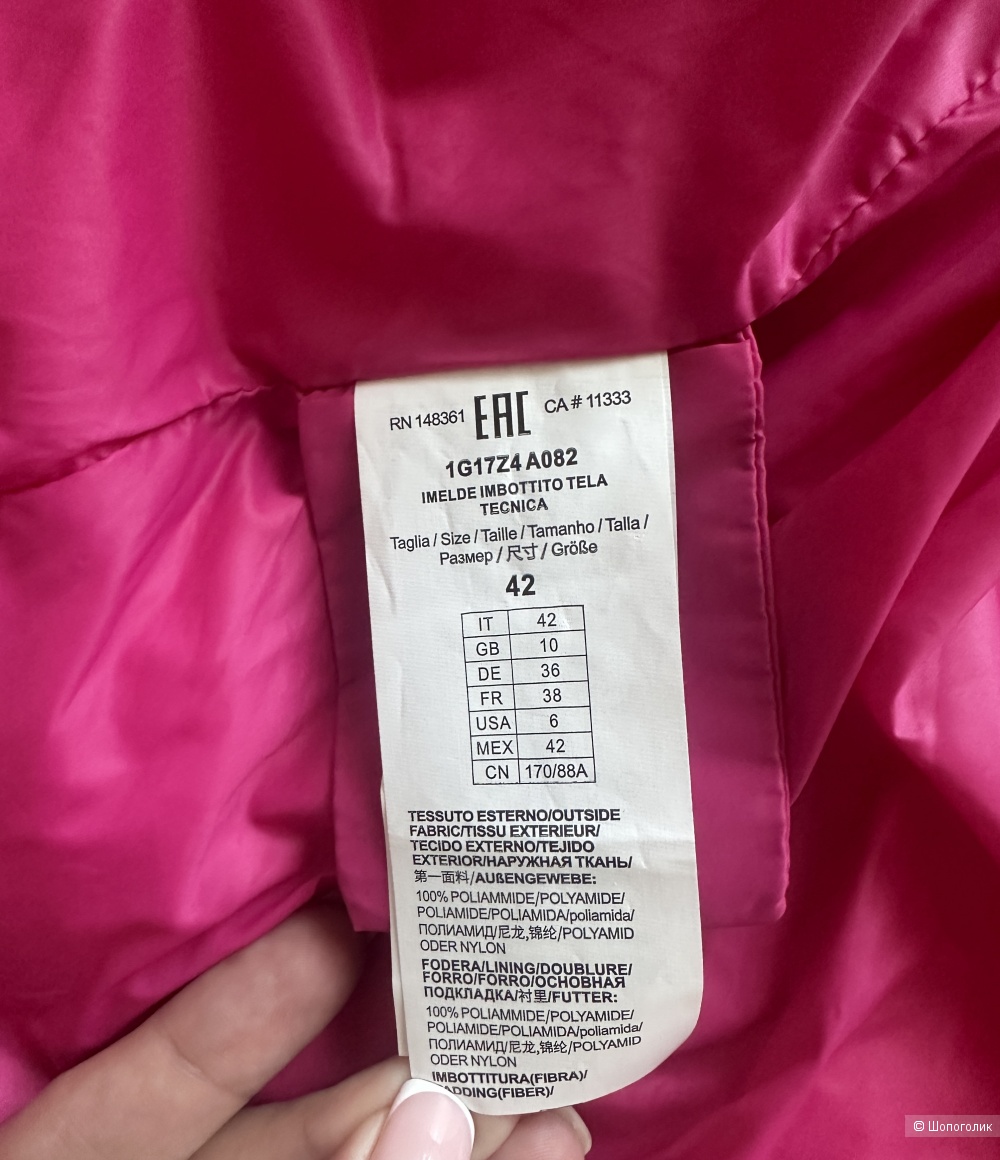 RN 148361 EAC CA # 11333
1G17Z4 A082
IMELDE IMBOTTITO TELA
TECNICA
Taglia / Size / Taille / Tamanho / Talla /
Размер / 尺寸 / Größe
42
IT 42
GB 10
DE 36
FR 38
USA 6
MEX 42
CN 170/88A
TESSUTO ESTERNO/OUTSIDE
FABRIC/TISSU EXTERIEUR/
TECIDO EXTERNO/TEJIDO
EXTERIOR/НАРУЖНАЯ ТКАНЬ/
第一面料/AUßENGEWEBE:
100% POLIAMMIDE/POLYAMIDE/
POLIAMIDE/POLIAMIDA/poliamida/
ПОЛИАМИД/尼龙,锦纶/POLYAMID
ODER NYLON
FODERA/LINING/DOUBLURE/
FORRO/FORRO/ОСНОВНАЯ
ПОДКЛАДКА/衬里/FUTTER:
100% POLIAMMIDE/POLYAMIDE/
POLIAMIDE/POLIAMIDA/poliamida/
ПОЛИАМИД/尼龙,锦纶/POLYAMID
ODER NYLON
IMBOTTITURA(FIBRA)/
ADDING(FIBER)/
© Шопоголик